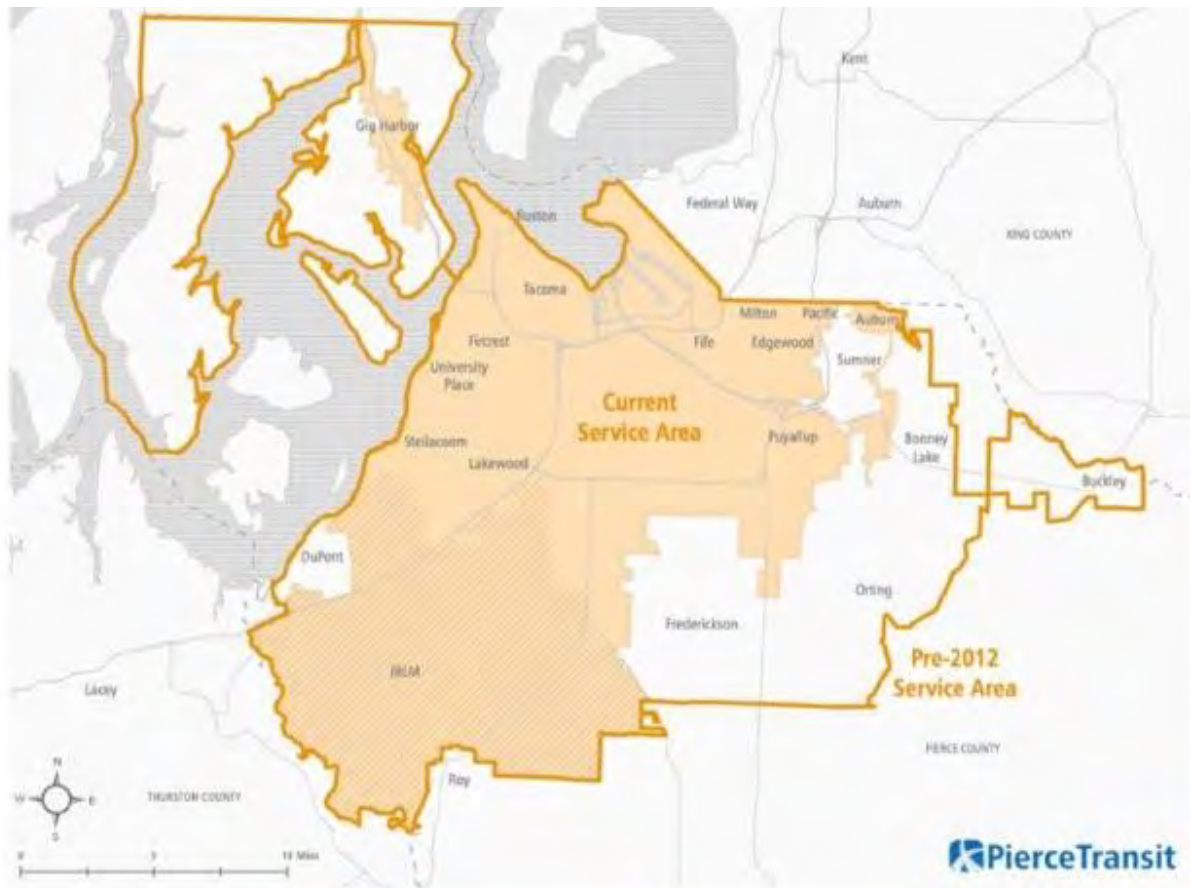 Kent
Gig Harbor
Federal Way
Auburn
Ruston
KING COUNTY
Tacoma
Milton
Pacific
Auburn
Fircrest
Fife
Edgewood
Sumner
University
Place
Current
Service Area
Steilacoom
Puyallup
Bonney
Lake
Lakewood
Buckley
DuPont
Orting
Frederickson
JBLM
Pre-2012
Service Area
Lacey
PIERCE COUNTY
N
W
E
S
THURSTON COUNTY
Roy
0
5
10 Miles
PierceTransit